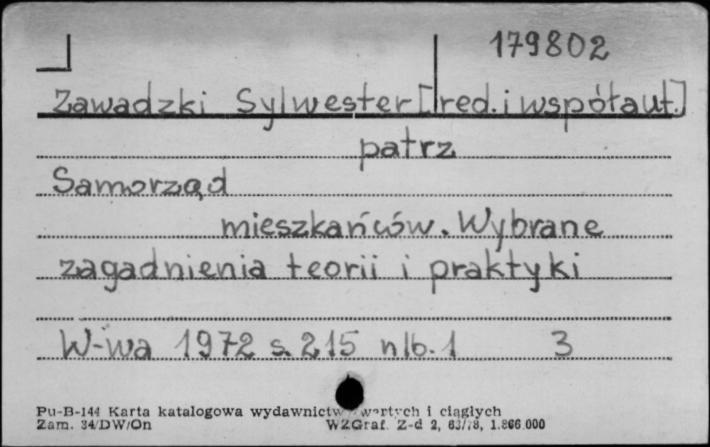 179802
Zawadzki Sylwester [red. i współaut.]
patrz
Samorząd
mieszkańców. Wybrane
zagadnienia teorii i praktyki
W-wa 1972 s. 215 nlb. 1 3
Pu-B-144 Karta katalogowa wydawnictw zwartych i ciągłych
Zam. 34/DW/On WZGraf. Z-d 2, 63/78, 1.866 000